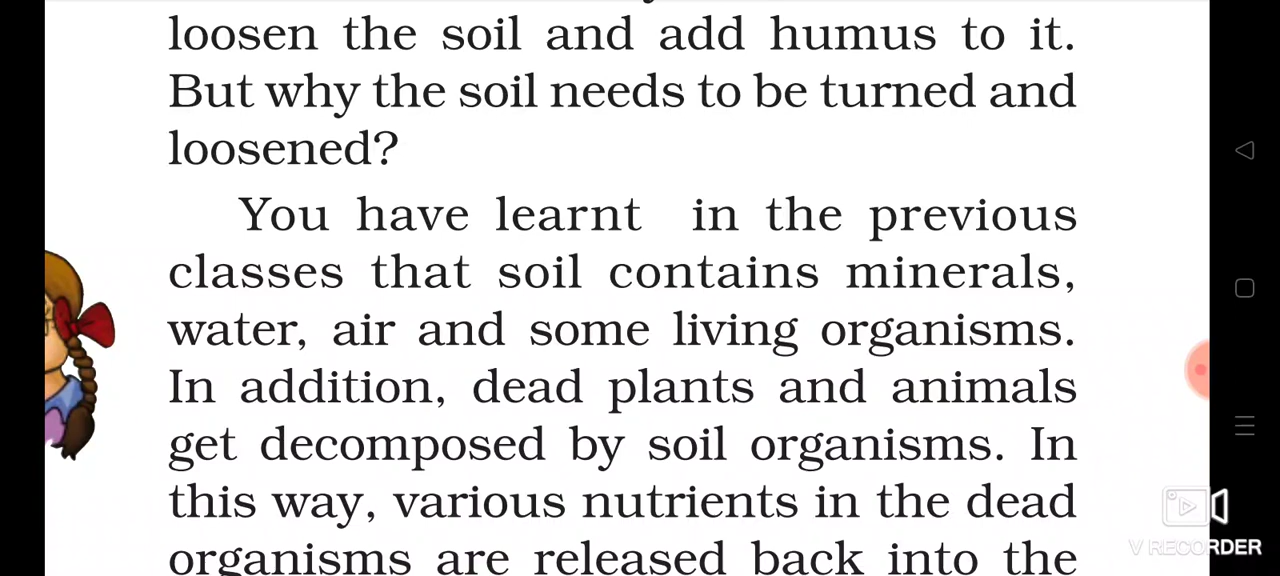 loosen the soil and add humus to it.
But why the soil needs to be turned and
loosened?
You have learnt in the previous
classes that soil contains minerals,
water, air and some living organisms.
In addition, dead plants and animals
get decomposed by soil organisms. In
this way, various nutrients in the dead
organisms are released back into the
V RECORDER